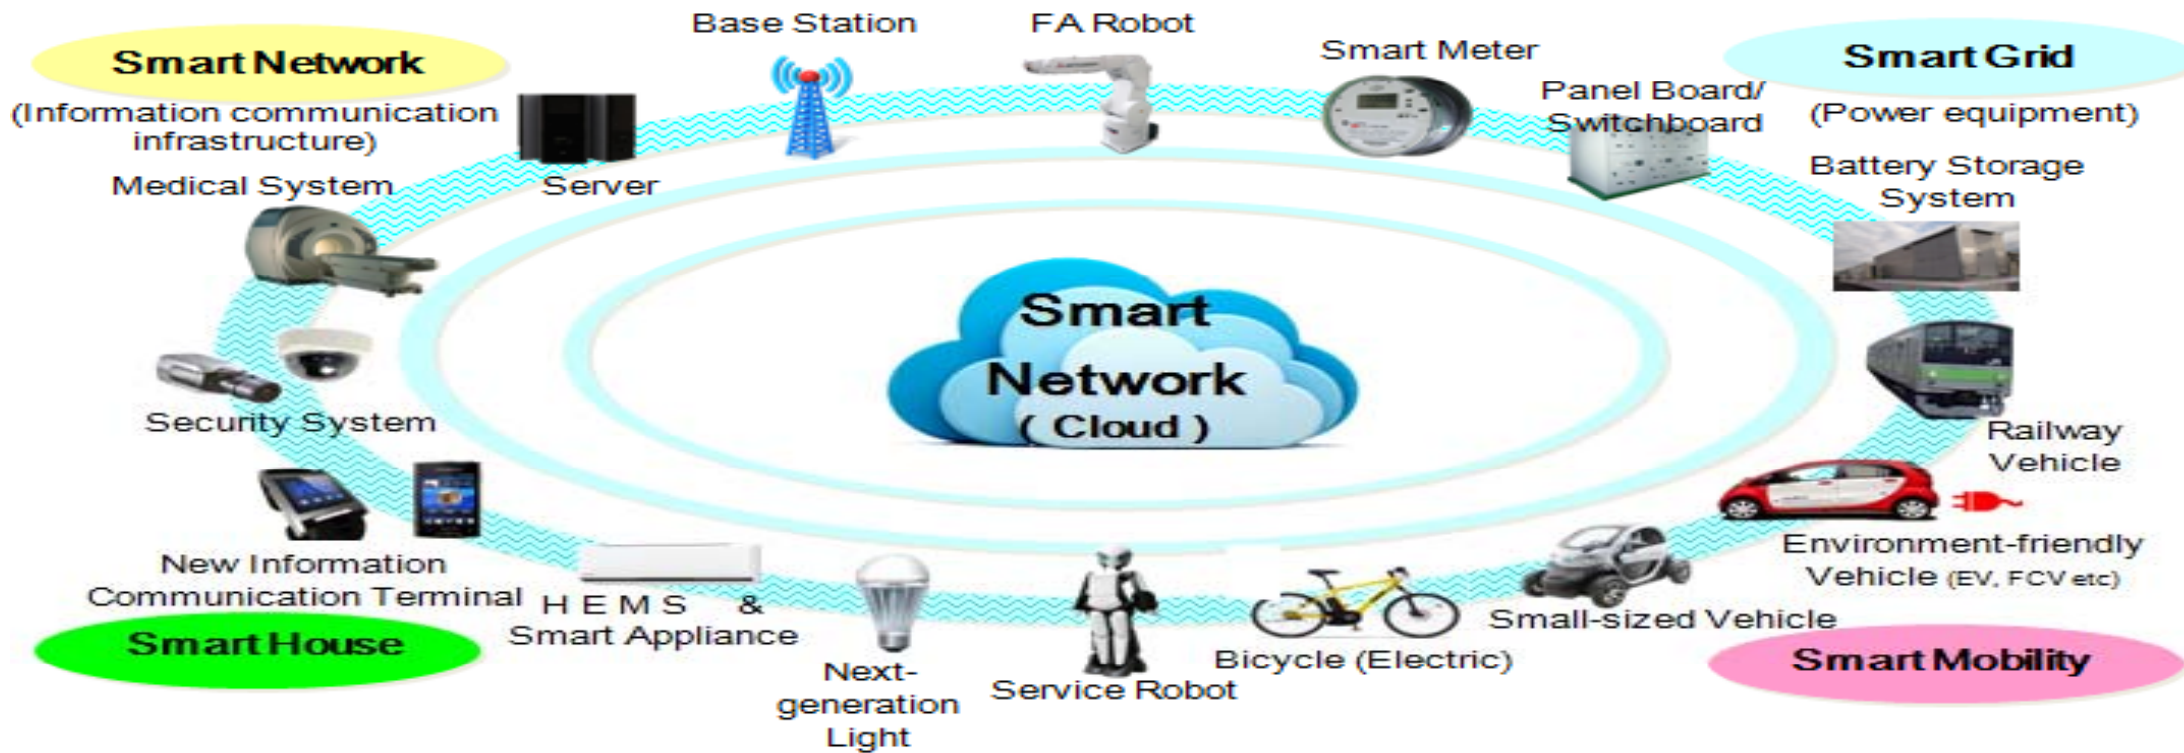 Base Station
FA Robot
Smart Meter
Smart Network
(Information communication
infrastructure)
Smart Grid
(Power equipment)
Panel Board/
Switchboard
Battery Storage
System
Medical System
Server
Smart
Network
( Cloud )
Security System
Railway
Vehicle
New Information
Communication Terminal
Environment-friendly
Vehicle (EV, FCV etc)
H E M S &
Smart Appliance
Small-sized Vehicle
Smart House
Next-
generation
Light
Service Robot
Bicycle (Electric)
Smart Mobility